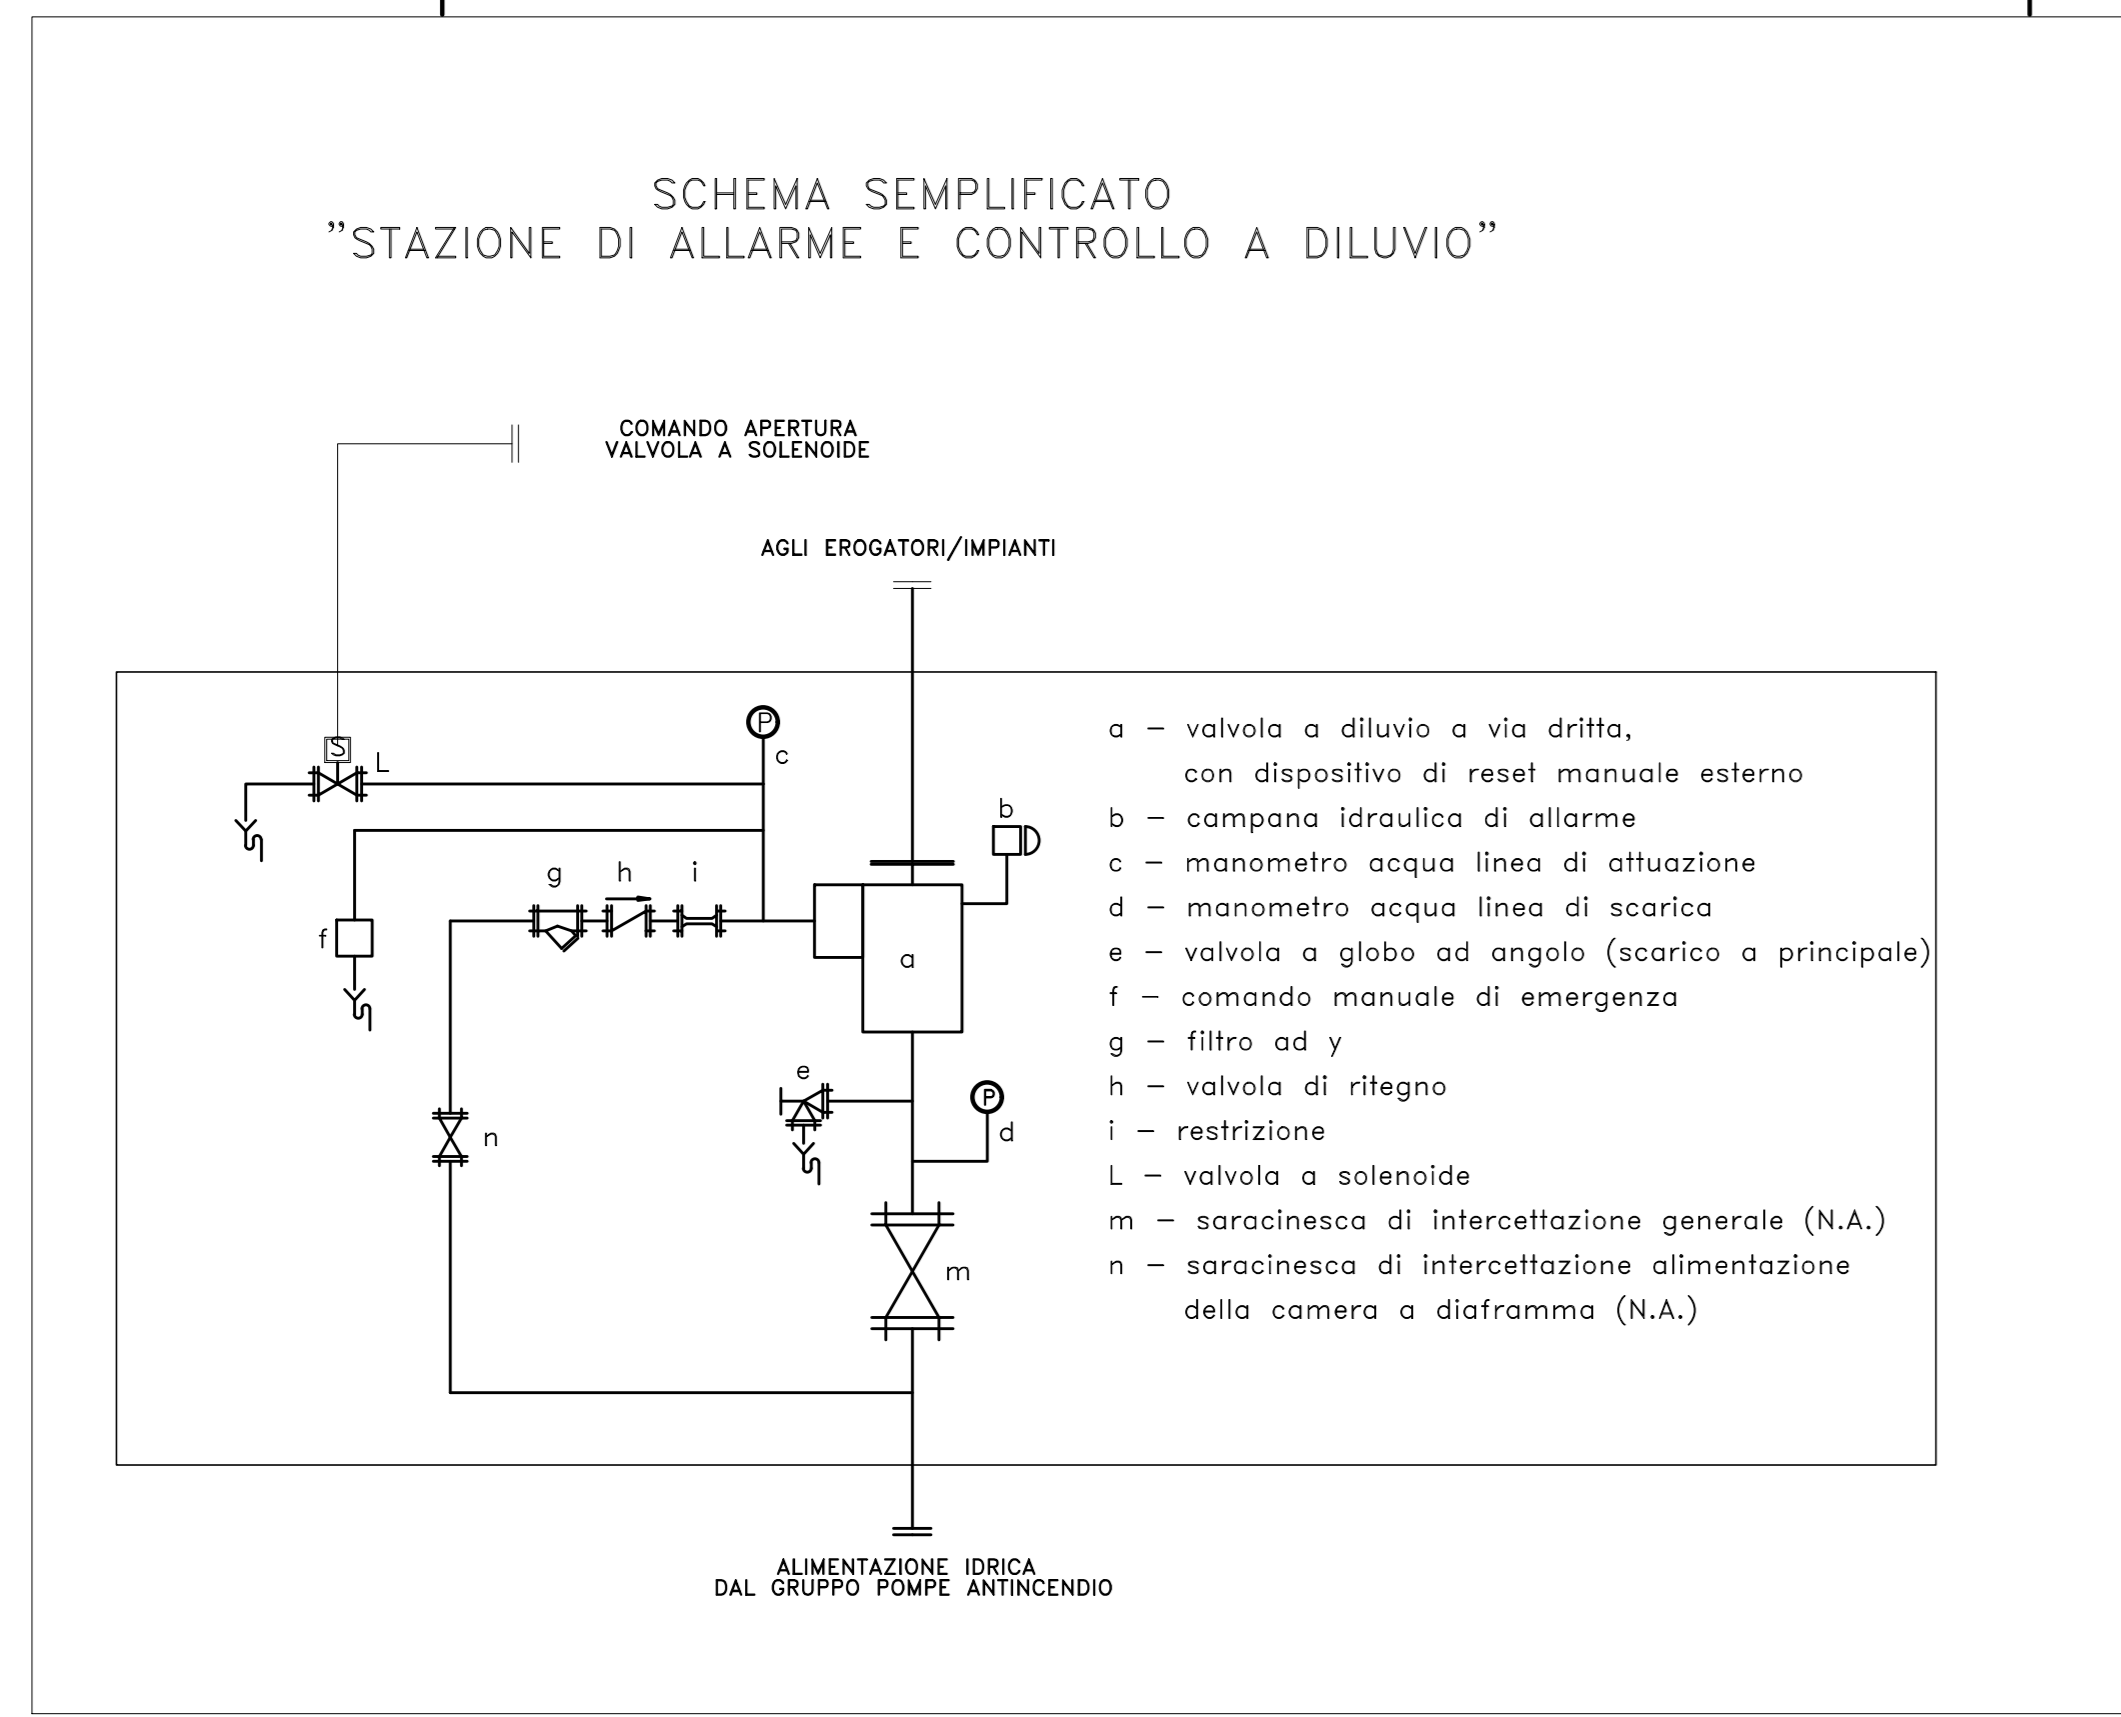 SCHEMA SEMPLIFICATO
”STAZIONE DI ALLARME E CONTROLLO A DILUVIO”
COMANDO APERTURA
VALVOLA A SOLENOIDE
AGLI EROGATORI/IMPIANTI
P
c
S
L
b
g h i
f
a
e
P
d
n
m
a – valvola a diluvio a via dritta,
con dispositivo di reset manuale esterno
b – campana idraulica di allarme
c – manometro acqua linea di attuazione
d – manometro acqua linea di scarica
e – valvola a globo ad angolo (scarico a principale)
f – comando manuale di emergenza
g – filtro ad y
h – valvola di ritegno
i – restrizione
L – valvola a solenoide
m – saracinesca di intercettazione generale (N.A.)
n – saracinesca di intercettazione alimentazione
della camera a diaframma (N.A.)
ALIMENTAZIONE IDRICA
DAL GRUPPO POMPE ANTINCENDIO